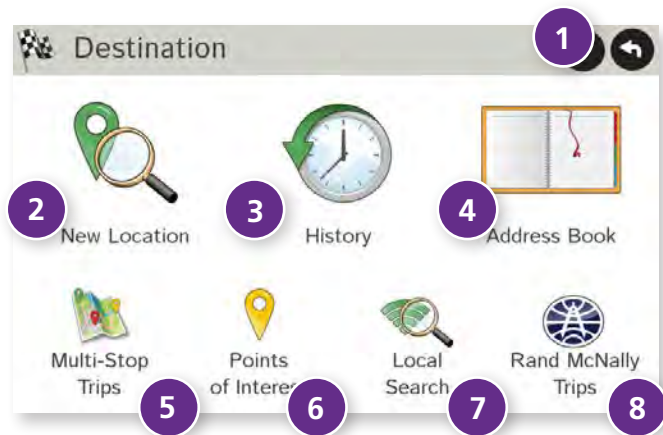 Destination 1
2 3 4
New Location History Address Book
Multi-Stop Points Local Rand McNally
Trips of Interes Search Trips
5 6 7 8